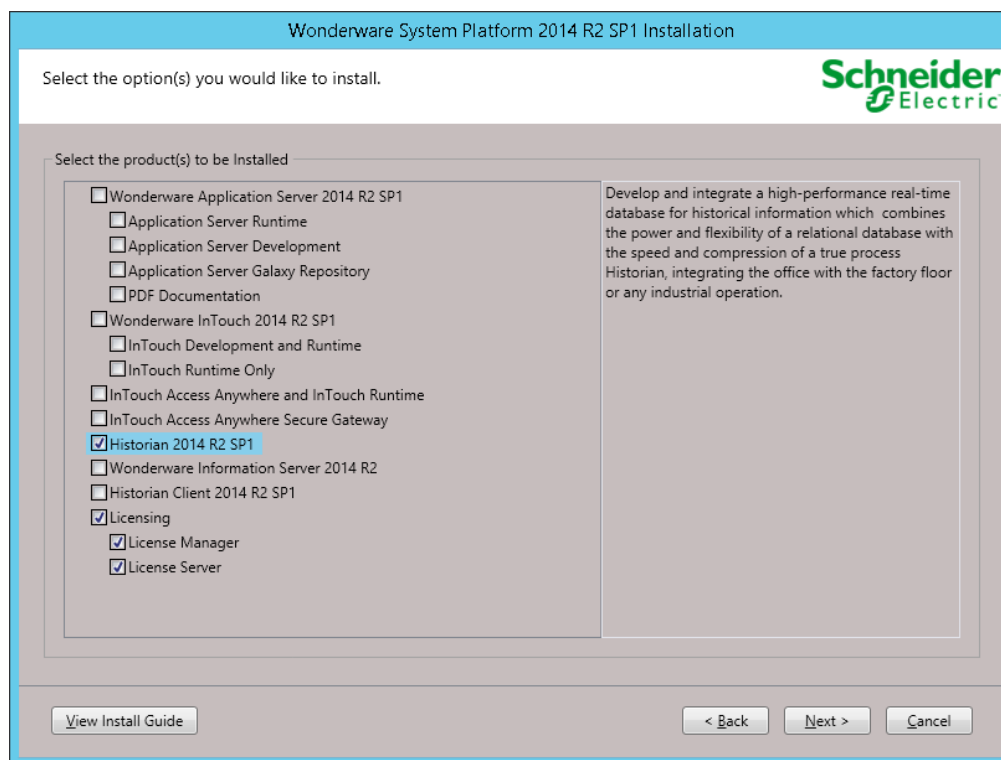 Wonderware System Platform 2014 R2 SP1 Installation
Select the option(s) you would like to install.
Schneider
Electric
Select the product(s) to be Installed
Wonderware Application Server 2014 R2 SP1
Application Server Runtime
Application Server Development
Application Server Galaxy Repository
PDF Documentation
Wonderware InTouch 2014 R2 SP1
InTouch Development and Runtime
InTouch Runtime Only
InTouch Access Anywhere and InTouch Runtime
InTouch Access Anywhere Secure Gateway
Historian 2014 R2 SP1
Wonderware Information Server 2014 R2
Historian Client 2014 R2 SP1
Licensing
License Manager
License Server
Develop and integrate a high-performance real-time
database for historical information which combines
the power and flexibility of a relational database with
the speed and compression of a true process
Historian, integrating the office with the factory floor
or any industrial operation.
View Install Guide
< Back
Next >
Cancel